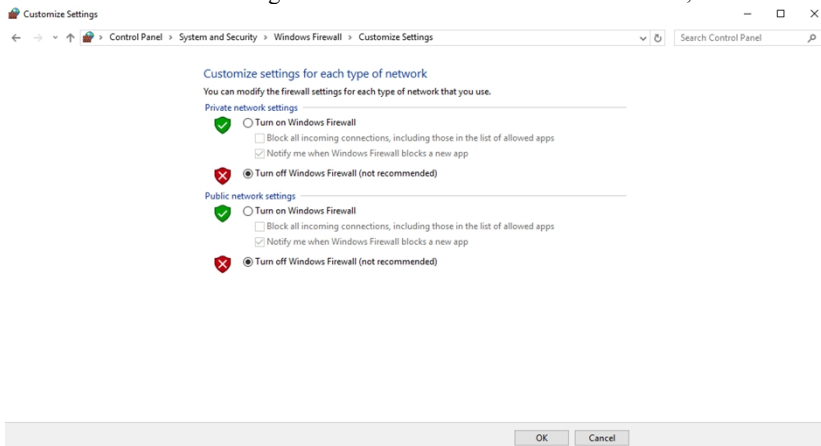 Customize Settings
Control Panel > System and Security > Windows Firewall > Customize Settings
Search Control Panel
Customize settings for each type of network
You can modify the firewall settings for each type of network that you use.
Private network settings
Turn on Windows Firewall
Block all incoming connections, including those in the list of allowed apps
Notify me when Windows Firewall blocks a new app
Turn off Windows Firewall (not recommended)
Public network settings
Turn on Windows Firewall
Block all incoming connections, including those in the list of allowed apps
Notify me when Windows Firewall blocks a new app
Turn off Windows Firewall (not recommended)
OK Cancel